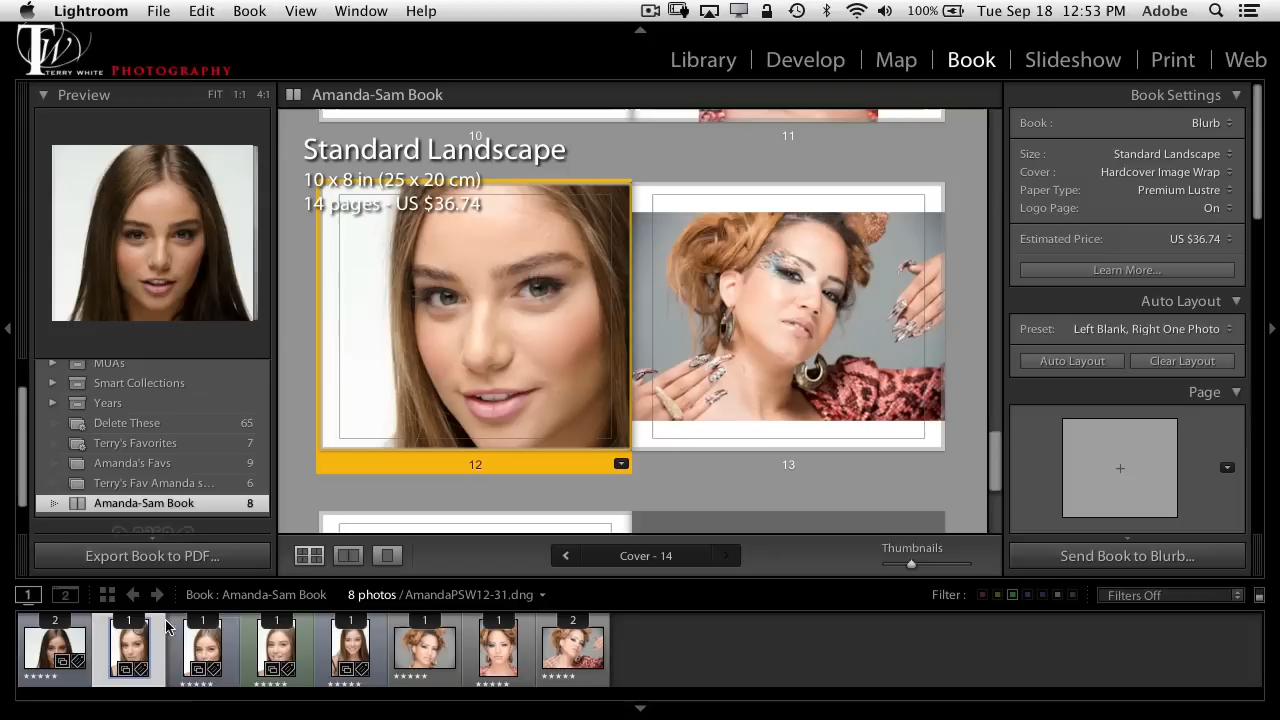 Lightroom File Edit Book View Window Help 100% Tue Sep 18 12:53 PM Adobe
TW TERRY WHITE PHOTOGRAPHY
Library Develop Map Book Slideshow Print Web
Preview FIT 1:1 4:1
Amanda-Sam Book
Book Settings
10 11
Standard Landscape
10 x 8 in (25 x 20 cm)
14 pages - US $36.74
12 13
Book : Blurb
Size : Standard Landscape
Cover : Hardcover Image Wrap
Paper Type: Premium Lustre
Logo Page: On
Estimated Price: US $36.74
Learn More...
Auto Layout
Preset: Left Blank, Right One Photo
Auto Layout Clear Layout
Page
MUAs
Smart Collections
Years
Delete These 65
Terry's Favorites 7
Amanda's Favs 9
Terry's Fav Amanda s... 6
Amanda-Sam Book 8
Export Book to PDF...
Cover - 14
Thumbnails
Send Book to Blurb...
1 2 Book : Amanda-Sam Book 8 photos / AmandaPSW12-31.dng
Filter : Filters Off
2 1 1 1 1 1 1 2